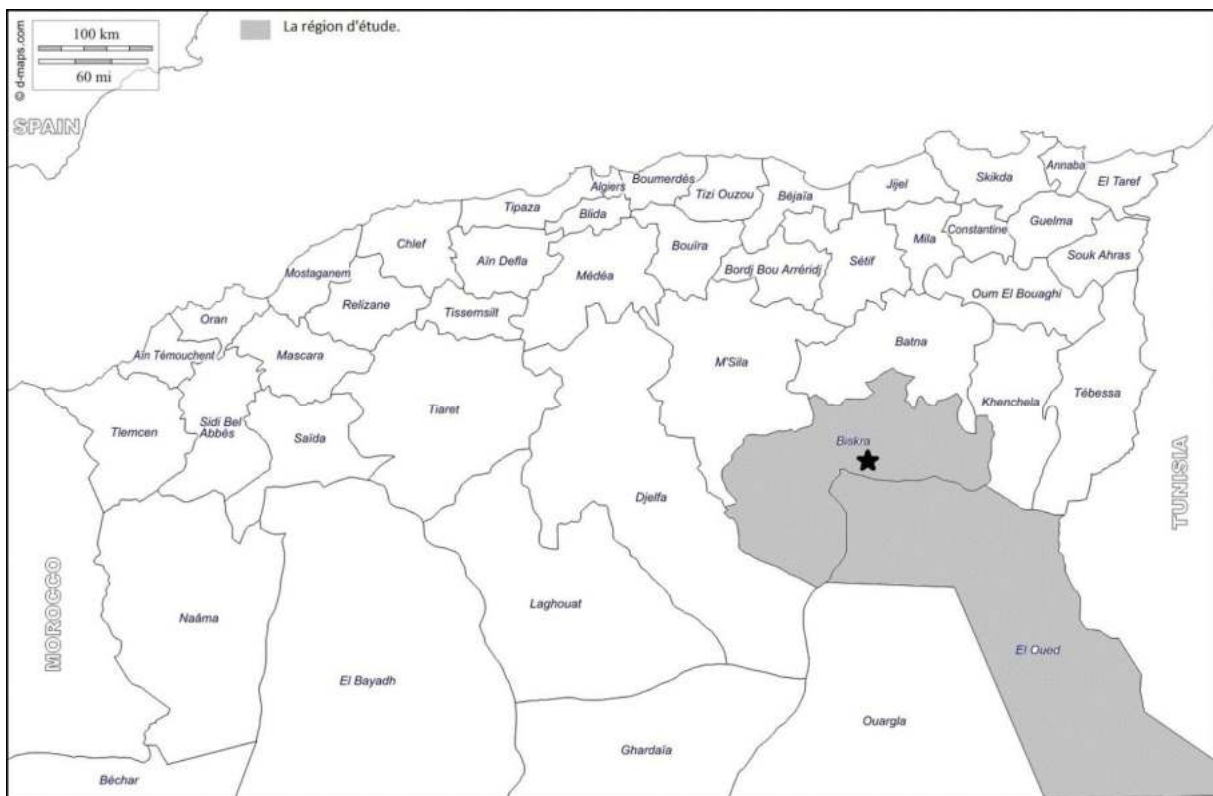 100 km
60 mi
© d-maps.com
La région d'étude.
SPAIN
Algiers
Boumerdès
Tizi Ouzou
Béjaïa
Jijel
Skikda
Annaba
El Taref
Tipaza
Blida
Chlef
Aïn Defla
Médéa
Bouïra
Bordj Bou Arréridj
Sétif
Mila
Constantine
Guelma
Souk Ahras
Mostaganem
Relizane
Tissemsilt
Oum El Bouaghi
Oran
Aïn Témouchent
Mascara
M'Sila
Batna
Khenchela
Tébessa
Tlemcen
Sidi Bel
Abbès
Saïda
Tiaret
Biskra
Djelfa
TUNISIA
MOROCCO
Naâma
Laghouat
El Bayadh
El Oued
Ouargla
Ghardaïa
Béchar